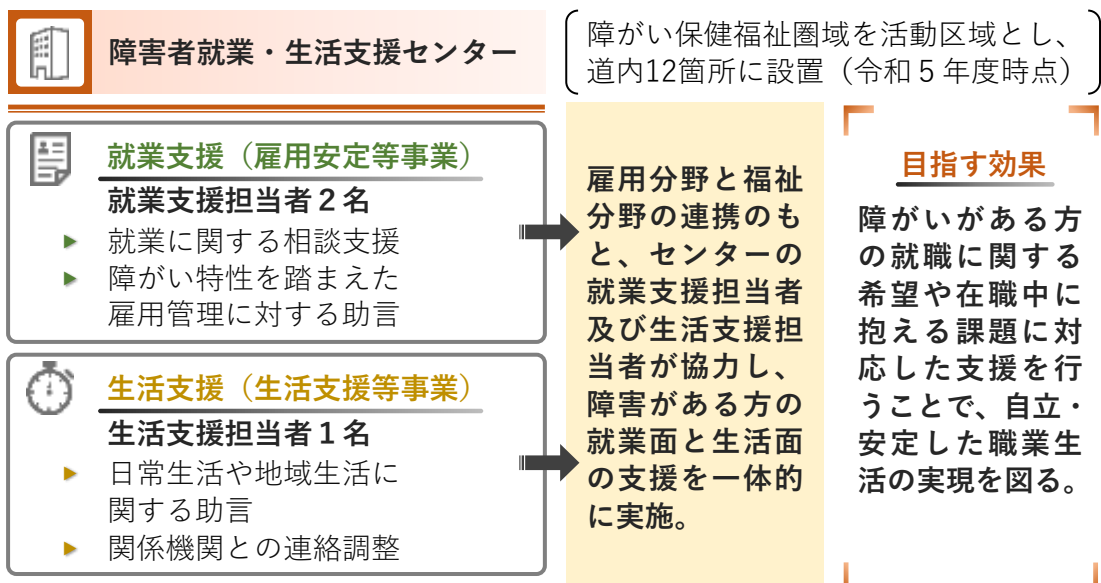 障害者就業・生活支援センター
障がい保健福祉圏域を活動区域とし、
道内12箇所に設置（令和５年度時点）
就業支援（雇用安定等事業）
就業支援担当者２名
▶ 就業に関する相談支援
▶ 障がい特性を踏まえた
雇用管理に対する助言
生活支援（生活支援等事業）
生活支援担当者１名
▶ 日常生活や地域生活に
関する助言
▶ 関係機関との連絡調整
雇用分野と福祉
分野の連携のも
と、センターの
就業支援担当者
及び生活支援担
当者が協力し、
障害がある方の
就業面と生活面
の支援を一体的
に実施。
目指す効果
障がいがある方
の就職に関する
希望や在職中に
抱える課題に対
応した支援を行
うことで、自立・
安定した職業生
活の実現を図る。